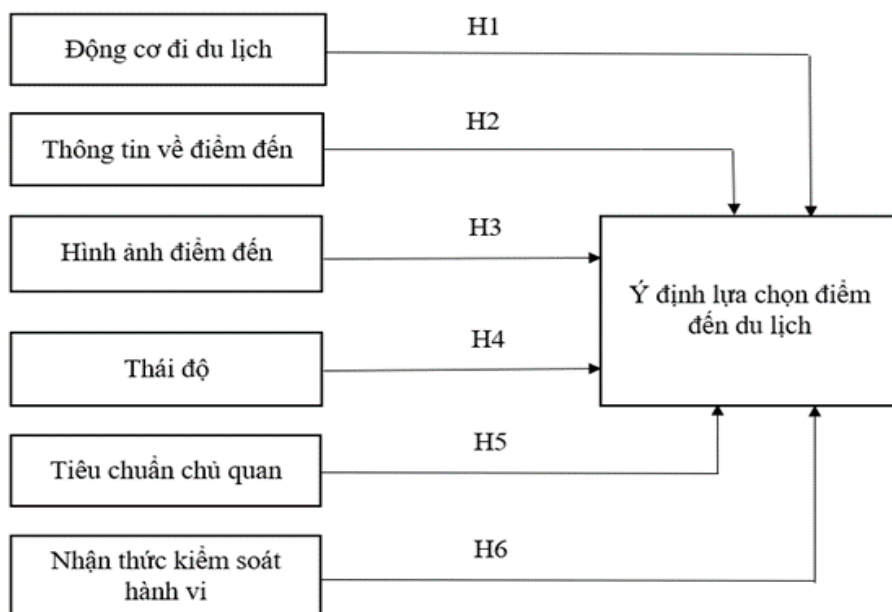 Động cơ đi du lịch
H1
Thông tin về điểm đến
H2
Hình ảnh điểm đến
H3
Thái độ
H4
Tiêu chuẩn chủ quan
H5
Nhận thức kiểm soát
hành vi
H6
Ý định lựa chọn điểm
đến du lịch